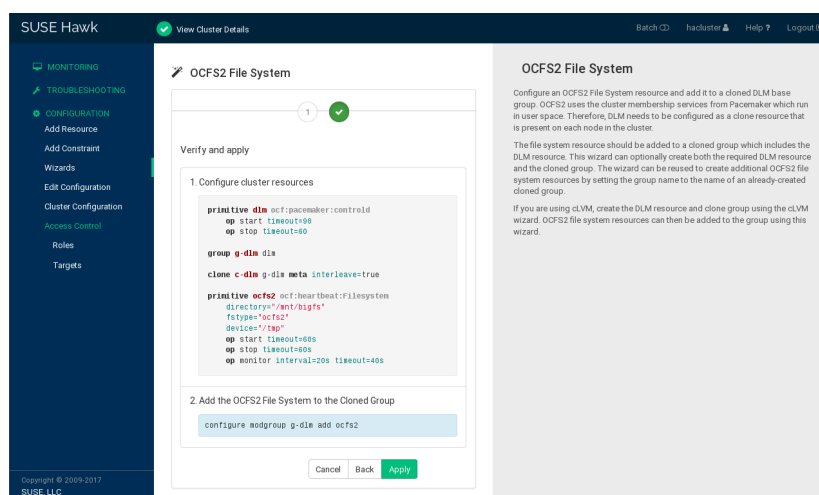 SUSE Hawk
View Cluster Details
Batch
hacluster
Help ?
Logout
MONITORING
TROUBLESHOOTING
CONFIGURATION
Add Resource
Add Constraint
Wizards
Edit Configuration
Cluster Configuration
Access Control
Roles
Targets
Copyright © 2009-2017
SUSE, LLC
OCFS2 File System
1
Verify and apply
1. Configure cluster resources
primitive dlm ocf:pacemaker:controld
op start timeout=90
op stop timeout=60
group g-dlm dlm
clone c-dlm g-dlm meta interleave=true
primitive ocfs2 ocf:heartbeat:Filesystem
directory="/mnt/bigfs"
fstype="ocfs2"
device="/tmp"
op start timeout=60s
op stop timeout=60s
op monitor interval=20s timeout=40s
2. Add the OCFS2 File System to the Cloned Group
configure modgroup g-dlm add ocfs2
Cancel
Back
Apply
OCFS2 File System
Configure an OCFS2 File System resource and add it to a cloned DLM base
group. OCFS2 uses the cluster membership services from Pacemaker which run
in user space. Therefore, DLM needs to be configured as a clone resource that
is present on each node in the cluster.
The file system resource should be added to a cloned group which includes the
DLM resource. This wizard can optionally create both the required DLM resource
and the cloned group. The wizard can be reused to create additional OCFS2 file
system resources by setting the group name to the name of an already-created
cloned group.
If you are using cLVM, create the DLM resource and clone group using the cLVM
wizard. OCFS2 file system resources can then be added to the group using this
wizard.